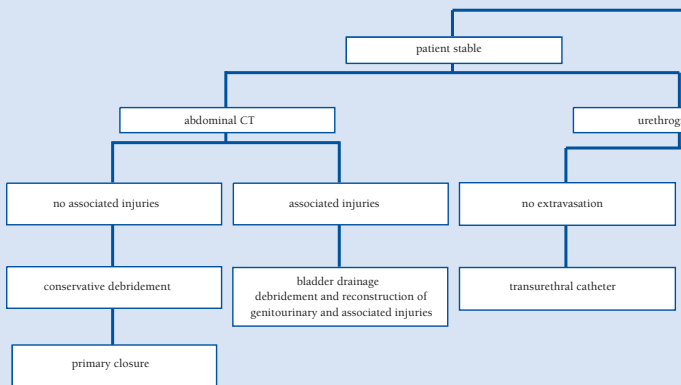 patient stable
abdominal CT
no associated injuries
associated injuries
no extravasation
conservative debridement
bladder drainage
debridement and reconstruction of
genitourinary and associated injuries
transurethral catheter
primary closure